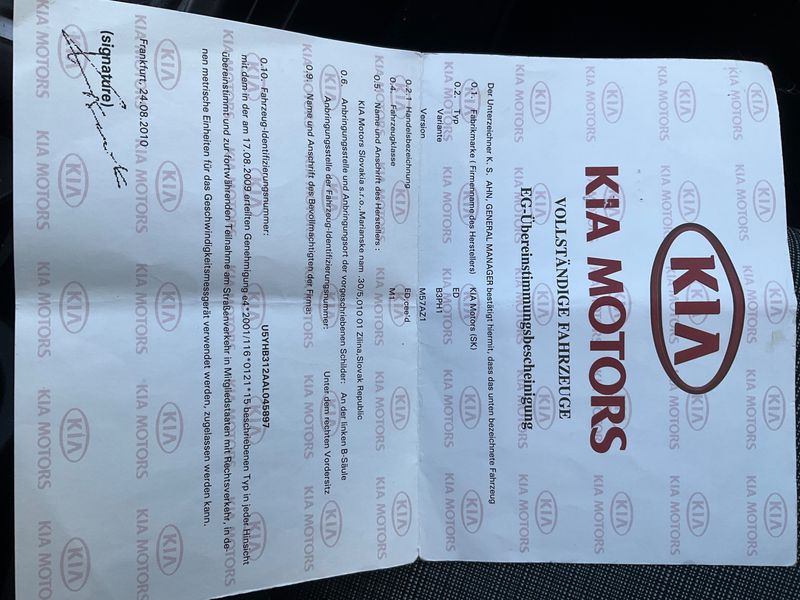 KIA
KIA MOTORS
VOLLSTÄNDIGE FAHRZEUGE
EG-Übereinstimmungsbescheinigung
Der Unterzeichner K. S. AHN, GENERAL MANAGER bestätigt hiermit, dass das unten bezeichnete Fahrzeug
0.1. Fabrikmarke ( Firmenname des Herstellers) KIA Motors (SK)
0.2. Typ ED
Variante B3PH1
Version M57AZ1
0.2.1 Handelsbezeichnung ED,cee'd
0.4. Fahrzeugklasse M1
0.5. Name und Anschrift des Herstellers :
KIA Motors Slovakia s.r.o.,Marianske nam .30/5,010 01 Zilina,Slovak Republic
0.6. Anbringungsstelle und Anbringungsort der vorgeschriebenen Schilder: An der linken B-Säule
Anbringungsstelle der Fahrzeug-Identifizierungsnummer: Unter dem rechten Vordersitz
0.9. Name und Anschrift des Bevollmächtigten der Firma:
0.10- Fahrzeug-Identifizierungsnummer: U5YHB312AAL045897
mit dem in der am 17.08.2009 erteilten Genehmigung e4*2001/116*0121*15 beschriebenen Typ in jeder Hinsicht
übereinstimmt und zur fortwährenden Teilnahme am Straßenverkehr in Mitgliedstaaten mit Rechtsverkehr, in de-
nen metrische Einheiten für das Geschwindigkeitsmessgerät verwendet werden, zugelassen werden kann.
Frankfurt, 24.08.2010
(signature)